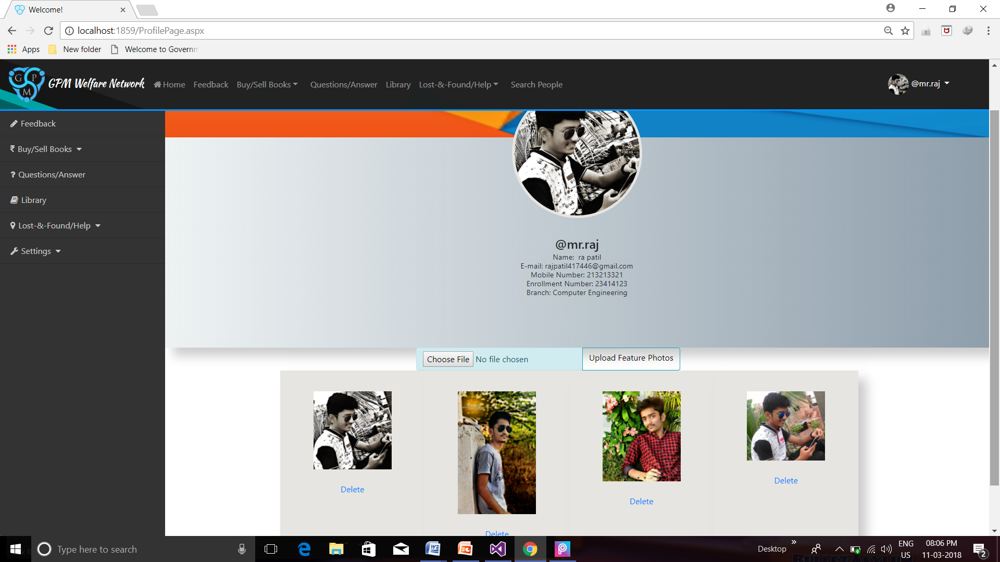 Welcome!
localhost:1859/ProfilePage.aspx
Apps New folder Welcome to Governm
G P M
GPM Welfare Network Home Feedback Buy/Sell Books Questions/Answer Library Lost-&-Found/Help Search People @mr.raj
Feedback
₹ Buy/Sell Books
? Questions/Answer
Library
Lost-&-Found/Help
Settings
@mr.raj
Name: ra patil
E-mail: rajpatil417446@gmail.com
Mobile Number: 213213321
Enrollment Number: 23414123
Branch: Computer Engineering
Choose File No file chosen Upload Feature Photos
Delete
Delete
Delete
Delete
Type here to search
Desktop
ENG
US
08:06 PM
11-03-2018
2